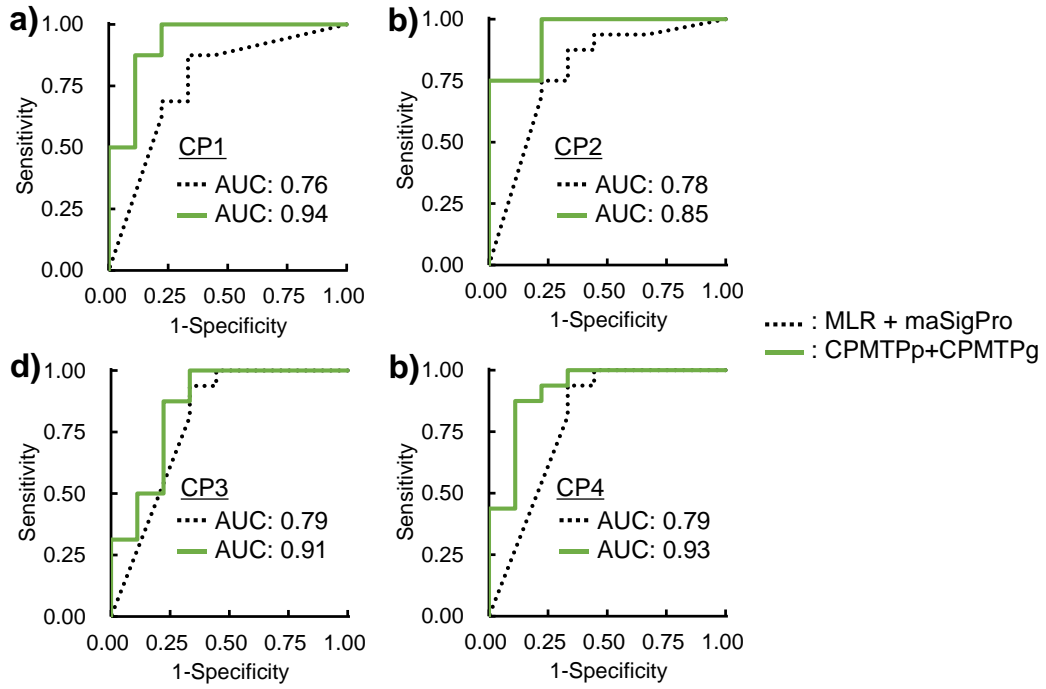 a)
1.00
0.75
0.50
0.25
0.00
Sensitivity
CP1
AUC: 0.76
AUC: 0.94
0.00 0.25 0.50 0.75 1.00
1-Specificity
b)
1.00
0.75
0.50
0.25
0.00
Sensitivity
CP2
AUC: 0.78
AUC: 0.85
0.00 0.25 0.50 0.75 1.00
1-Specificity
: MLR + maSigPro
: CPMTPp+CPMTPg
d)
1.00
0.75
0.50
0.25
0.00
Sensitivity
CP3
AUC: 0.79
AUC: 0.91
0.00 0.25 0.50 0.75 1.00
1-Specificity
b)
1.00
0.75
0.50
0.25
0.00
Sensitivity
CP4
AUC: 0.79
AUC: 0.93
0.00 0.25 0.50 0.75 1.00
1-Specificity